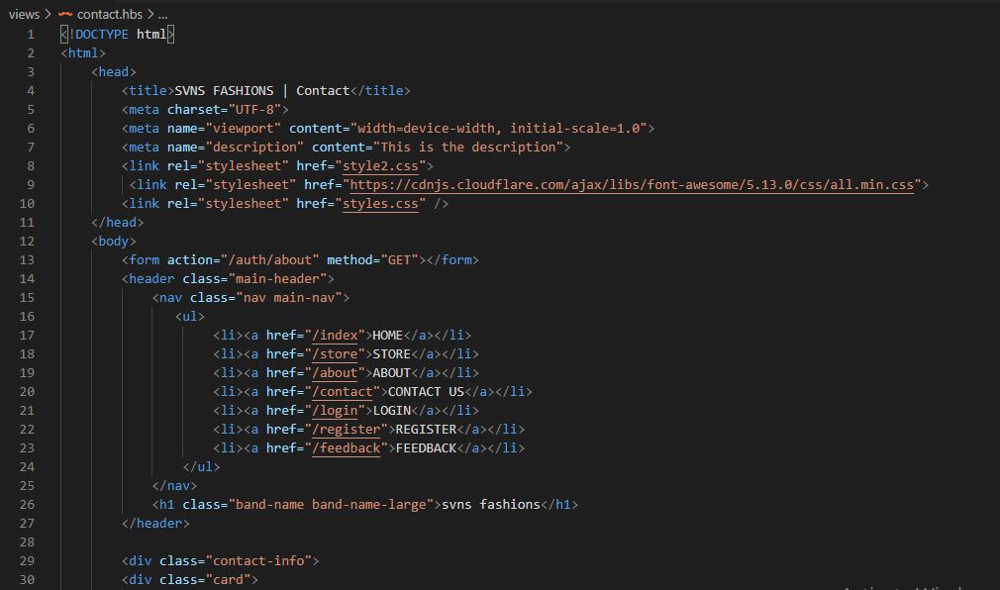 views > contact.hbs > ...
1 <!DOCTYPE html>
2 <html>
3 <head>
4 <title>SVNS FASHIONS | Contact</title>
5 <meta charset="UTF-8">
6 <meta name="viewport" content="width=device-width, initial-scale=1.0">
7 <meta name="description" content="This is the description">
8 <link rel="stylesheet" href="style2.css">
9 <link rel="stylesheet" href="https://cdnjs.cloudflare.com/ajax/libs/font-awesome/5.13.0/css/all.min.css">
10 <link rel="stylesheet" href="styles.css" />
11 </head>
12 <body>
13 <form action="/auth/about" method="GET"></form>
14 <header class="main-header">
15 <nav class="nav main-nav">
16 <ul>
17 <li><a href="/index">HOME</a></li>
18 <li><a href="/store">STORE</a></li>
19 <li><a href="/about">ABOUT</a></li>
20 <li><a href="/contact">CONTACT US</a></li>
21 <li><a href="/login">LOGIN</a></li>
22 <li><a href="/register">REGISTER</a></li>
23 <li><a href="/feedback">FEEDBACK</a></li>
24 </ul>
25 </nav>
26 <h1 class="band-name band-name-large">svns fashions</h1>
27 </header>
28
29 <div class="contact-info">
30 <div class="card">